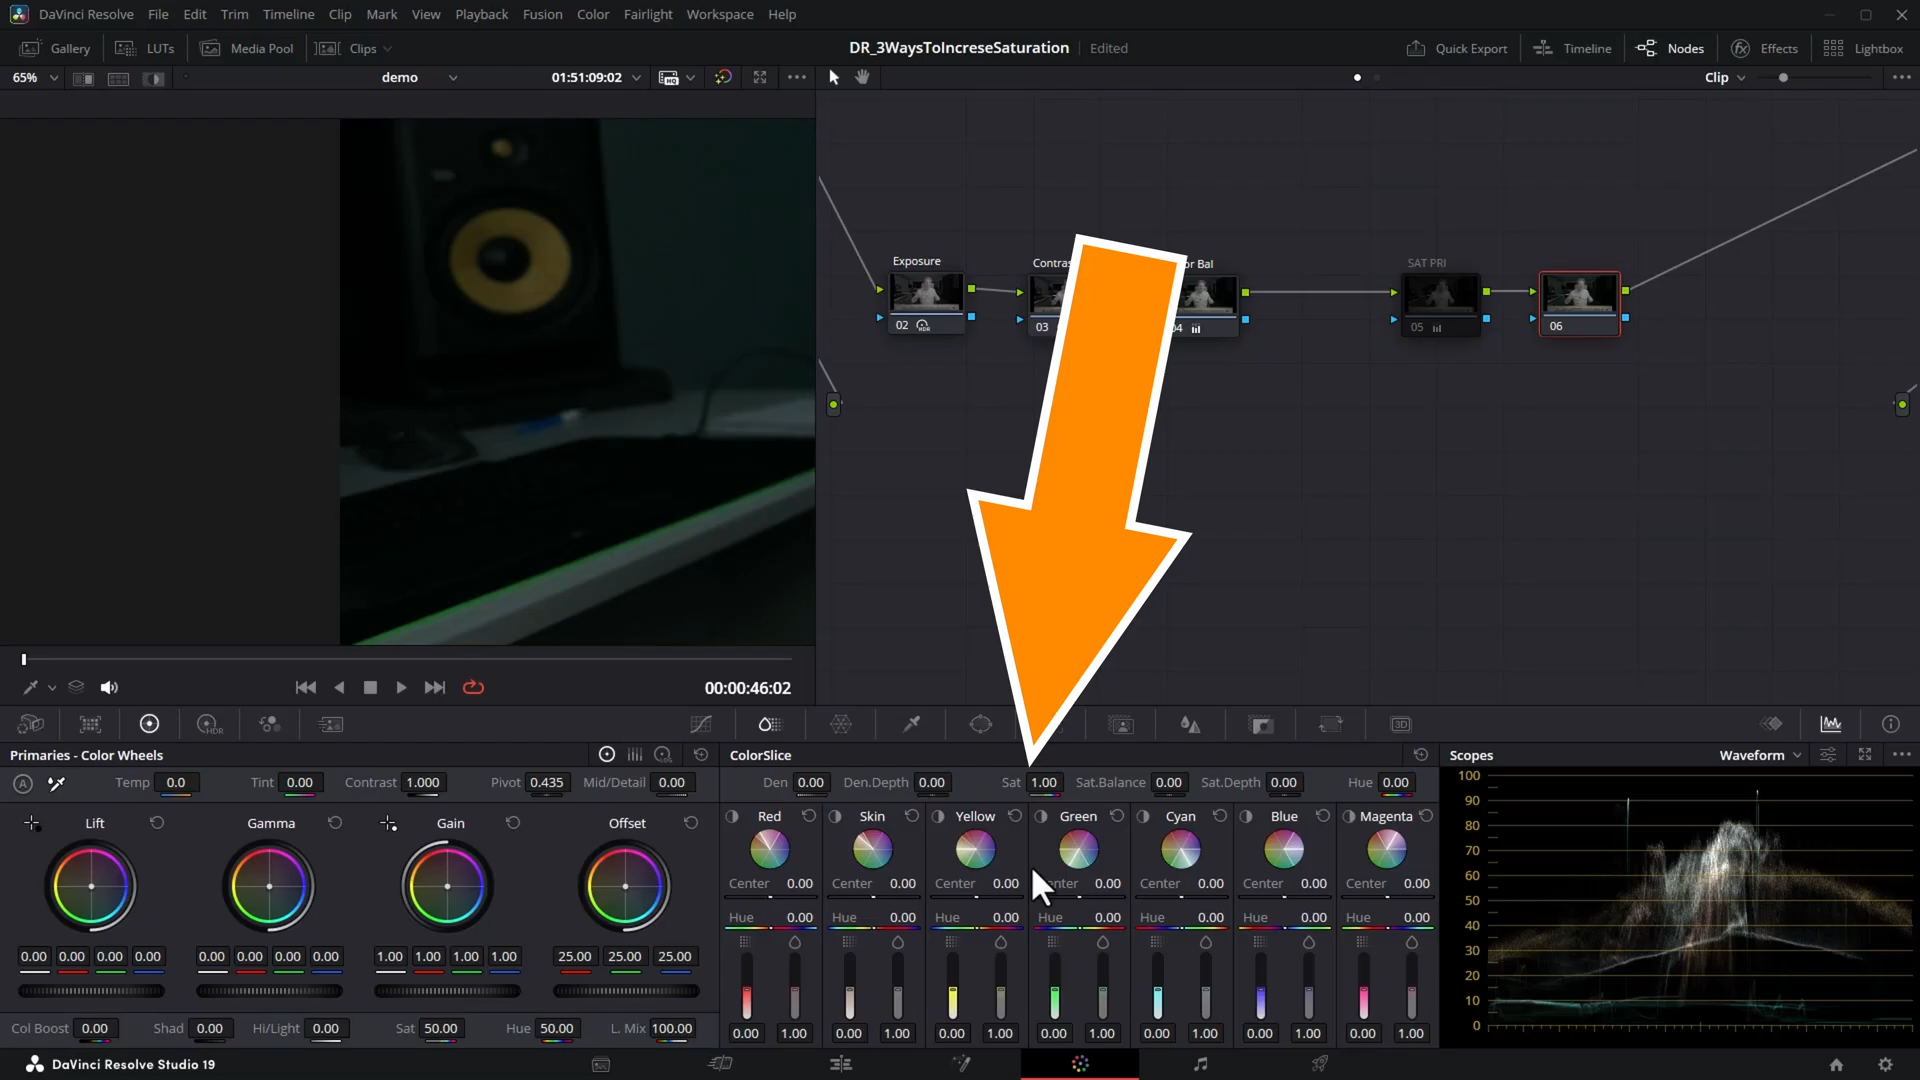 DaVinci Resolve File Edit Trim Timeline Clip Mark View Playback Fusion Color Fairlight Workspace Help
Gallery LUTs Media Pool Clips DR_3WaysToIncreseSaturation Edited Quick Export Timeline Nodes Effects Lightbox
65% demo 01:51:09:02 HQ Clip
Exposure Contras or Bal SAT PRI
02 HDR 03 04 05 06
00:00:46:02
HDR 3D
Primaries - Color Wheels LOG ColorSlice Scopes Waveform
A Temp 0.0 Tint 0.00 Contrast 1.000 Pivot 0.435 Mid/Detail 0.00 Den 0.00 Den.Depth 0.00 Sat 1.00 Sat.Balance 0.00 Sat.Depth 0.00 Hue 0.00
Lift Gamma Gain Offset Red Skin Yellow Green Cyan Blue Magenta
Center 0.00 Center 0.00 Center 0.00 enter 0.00 Center 0.00 Center 0.00 Center 0.00
Hue 0.00 Hue 0.00 Hue 0.00 Hue 0.00 Hue 0.00 Hue 0.00 Hue 0.00
0.00 0.00 0.00 0.00 0.00 0.00 0.00 0.00 1.00 1.00 1.00 1.00 25.00 25.00 25.00
Col Boost 0.00 Shad 0.00 Hi/Light 0.00 Sat 50.00 Hue 50.00 L. Mix 100.00
0.00 1.00 0.00 1.00 0.00 1.00 0.00 1.00 0.00 1.00 0.00 1.00 0.00 1.00
100
90
80
70
60
50
40
30
20
10
0
DaVinci Resolve Studio 19